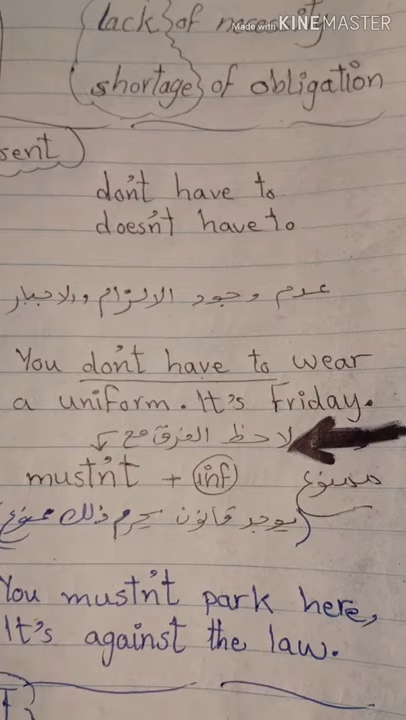 lack of necessity
Made with KINEMASTER
shortage of obligation
sent
don't have to
doesn't have to
عدم وجود الالزام والاجبار
You don't have to wear
a uniform. It's Friday.
لاحظ الفرق مع
mustn't + inf ممنوع
(يوجد قانون يحرم ذلك ممنوع
You mustn't park here,
It's against the law.